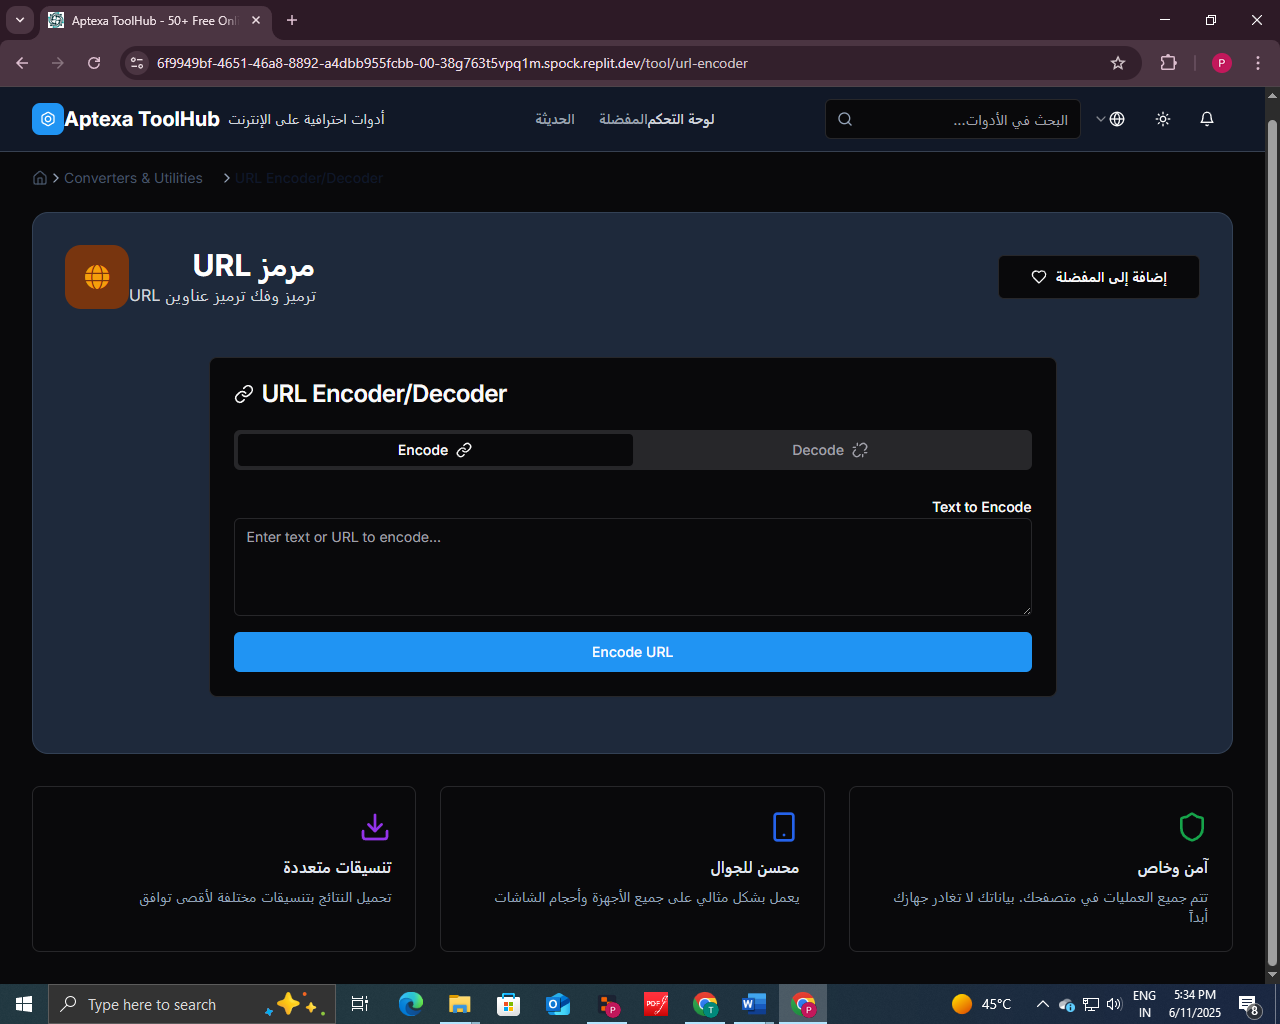 Aptexa ToolHub - 50+ Free Onl
6f9949bf-4651-46a8-8892-a4dbb955fcbb-00-38g763t5vpq1m.spock.replit.dev/tool/url-encoder
P
Aptexa ToolHub
أدوات احترافية على الإنترنت
لوحة التحكم
المفضلة
الحديثة
البحث في الأدوات...
Converters & Utilities
URL Encoder/Decoder
مرمز URL
ترميز وفك ترميز عناوين URL
إضافة إلى المفضلة
URL Encoder/Decoder
Encode
Decode
Text to Encode
Enter text or URL to encode...
Encode URL
آمن وخاص
تتم جميع العمليات في متصفحك. بياناتك لا تغادر جهازك
أبداً
محسن للجوال
يعمل بشكل مثالي على جميع الأجهزة وأحجام الشاشات
تنسيقات متعددة
تحميل النتائج بتنسيقات مختلفة لأقصى توافق
Type here to search
P
PDF
T
W
P
45°C
ENG
IN
5:34 PM
6/11/2025
8